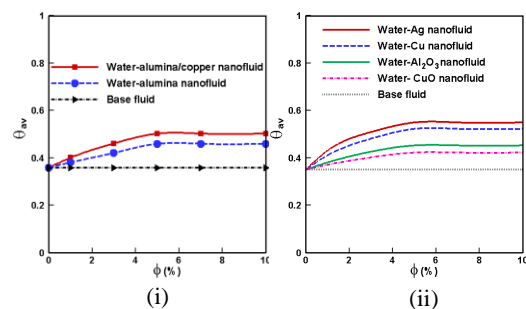 1
0.8
0.6
0.4
0.2
0
θav
Water-alumina/copper nanofluid
Water-alumina nanofluid
Base fluid
0 2 4 6 8 10
ϕ (%)
(i)
1
0.8
0.6
0.4
0.2
0
θav
Water-Ag nanofluid
Water-Cu nanofluid
Water-Al₂O₃nanofluid
Water- CuO nanofluid
Base fluid
0 2 4 6 8 10
ϕ (%)
(ii)